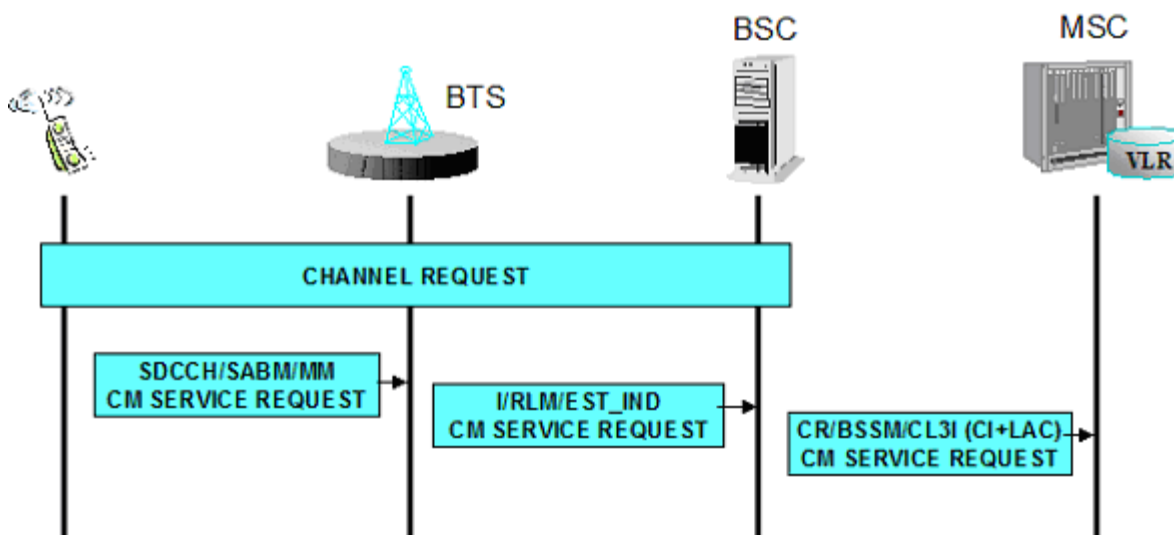 BSC
MSC
BTS
VLR
CHANNEL REQUEST
SDCCH/SABM/MM
CM SERVICE REQUEST
I/RLM/EST_IND
CM SERVICE REQUEST
CR/BSSM/CL3I (CI+LAC)
CM SERVICE REQUEST